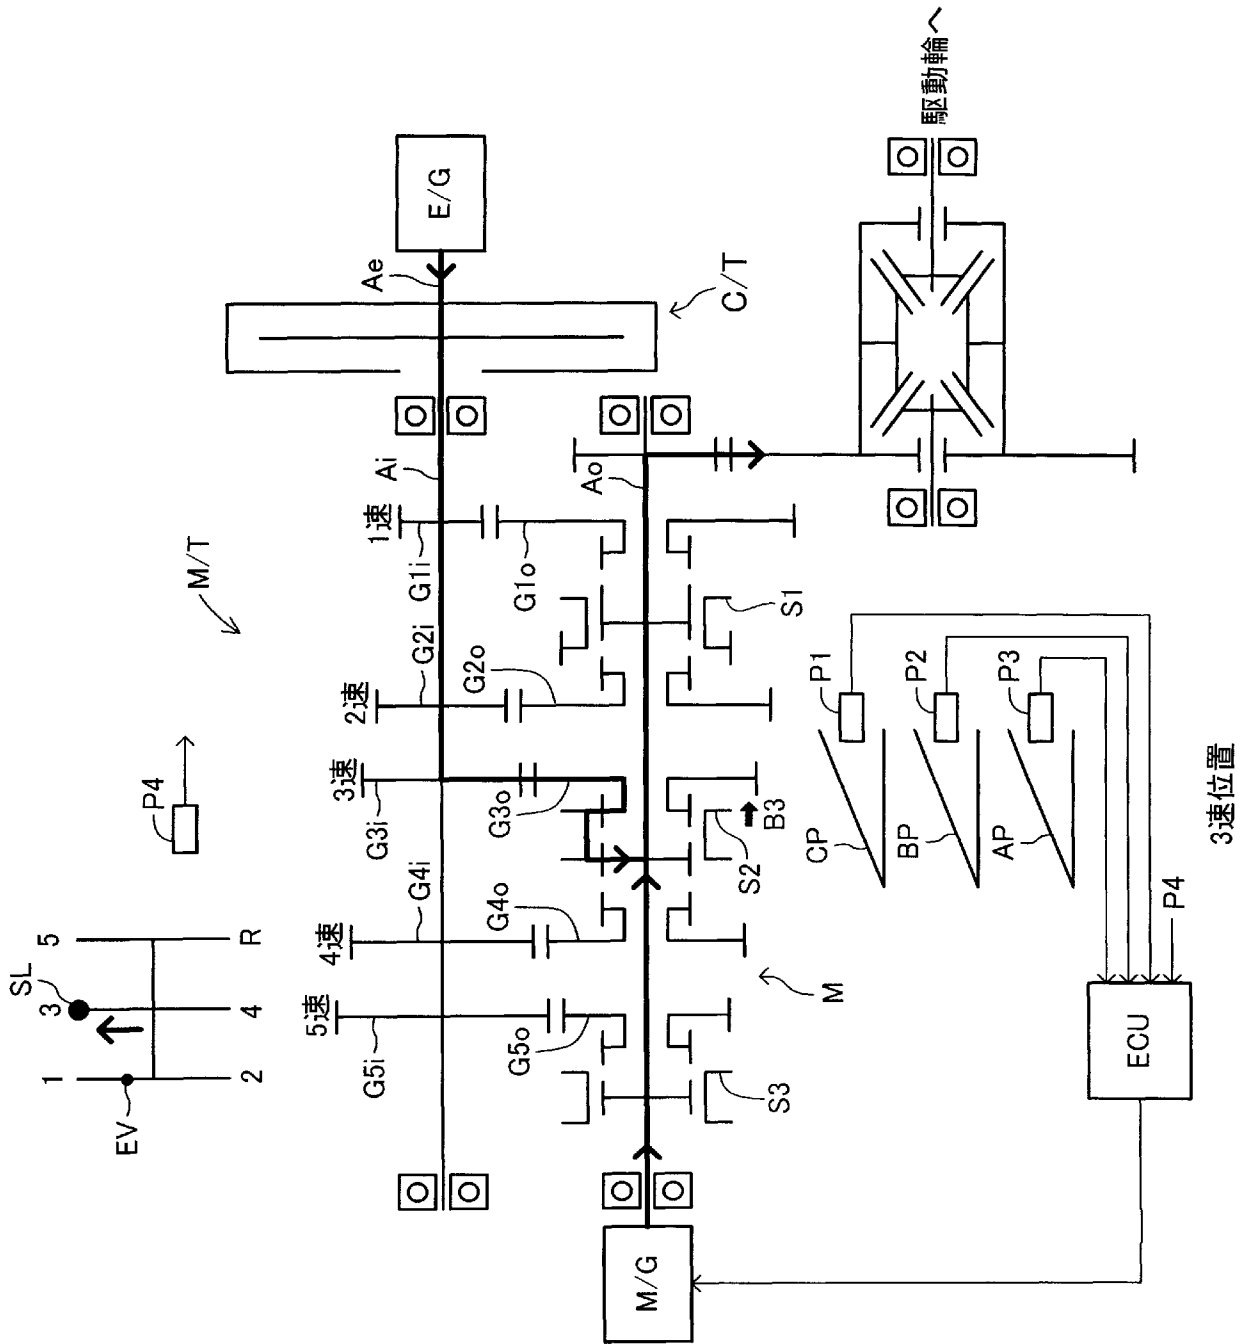 SL
1
3
5
2
4
R
EV
P4
M/T
5速
4速
3速
2速
1速
G5i
G4i
G3i
G2i
G1i
Ai
Ae
E/G
G5o
G4o
G3o
G2o
G1o
Ao
C/T
M/G
S3
M
S2
B3
S1
駆動輪へ
CP
P1
BP
P2
AP
P3
P4
ECU
3速位置